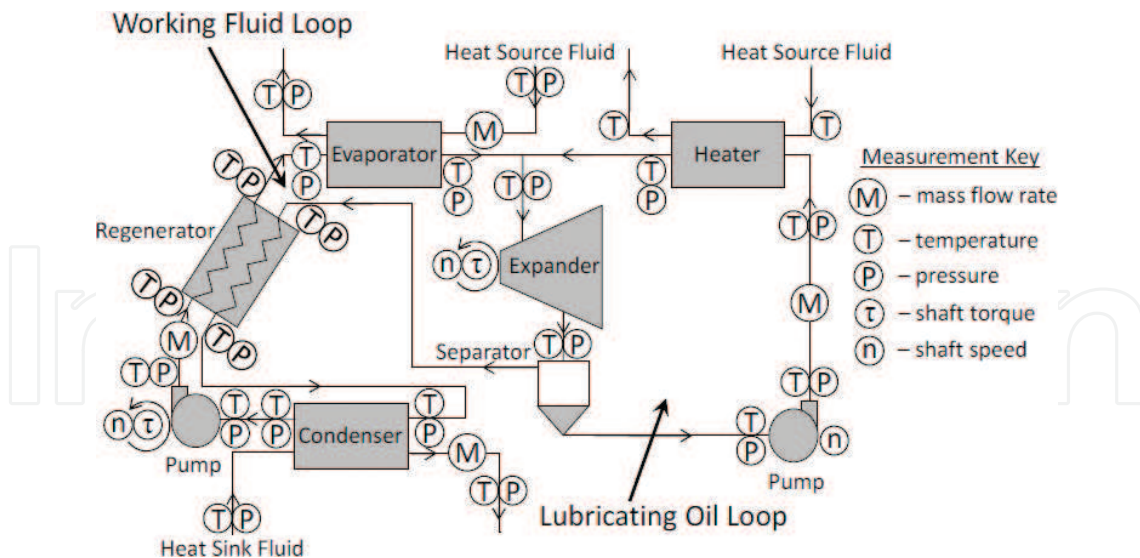 Working Fluid Loop
Heat Source Fluid
Heat Source Fluid
T P
T P
M
T
T
Evaporator
T
P
T
P
Heater
T
P
Measurement Key
M – mass flow rate
T – temperature
P – pressure
τ – shaft torque
n – shaft speed
T P
T P
T P
T P
Regenerator
n τ
Expander
M
T P
T P
M
T P
Separator
T P
T P
n τ
Pump
T
P
T
P
Condenser
T
P
M
T
P
n
Pump
T P
T P
Lubricating Oil Loop
Heat Sink Fluid